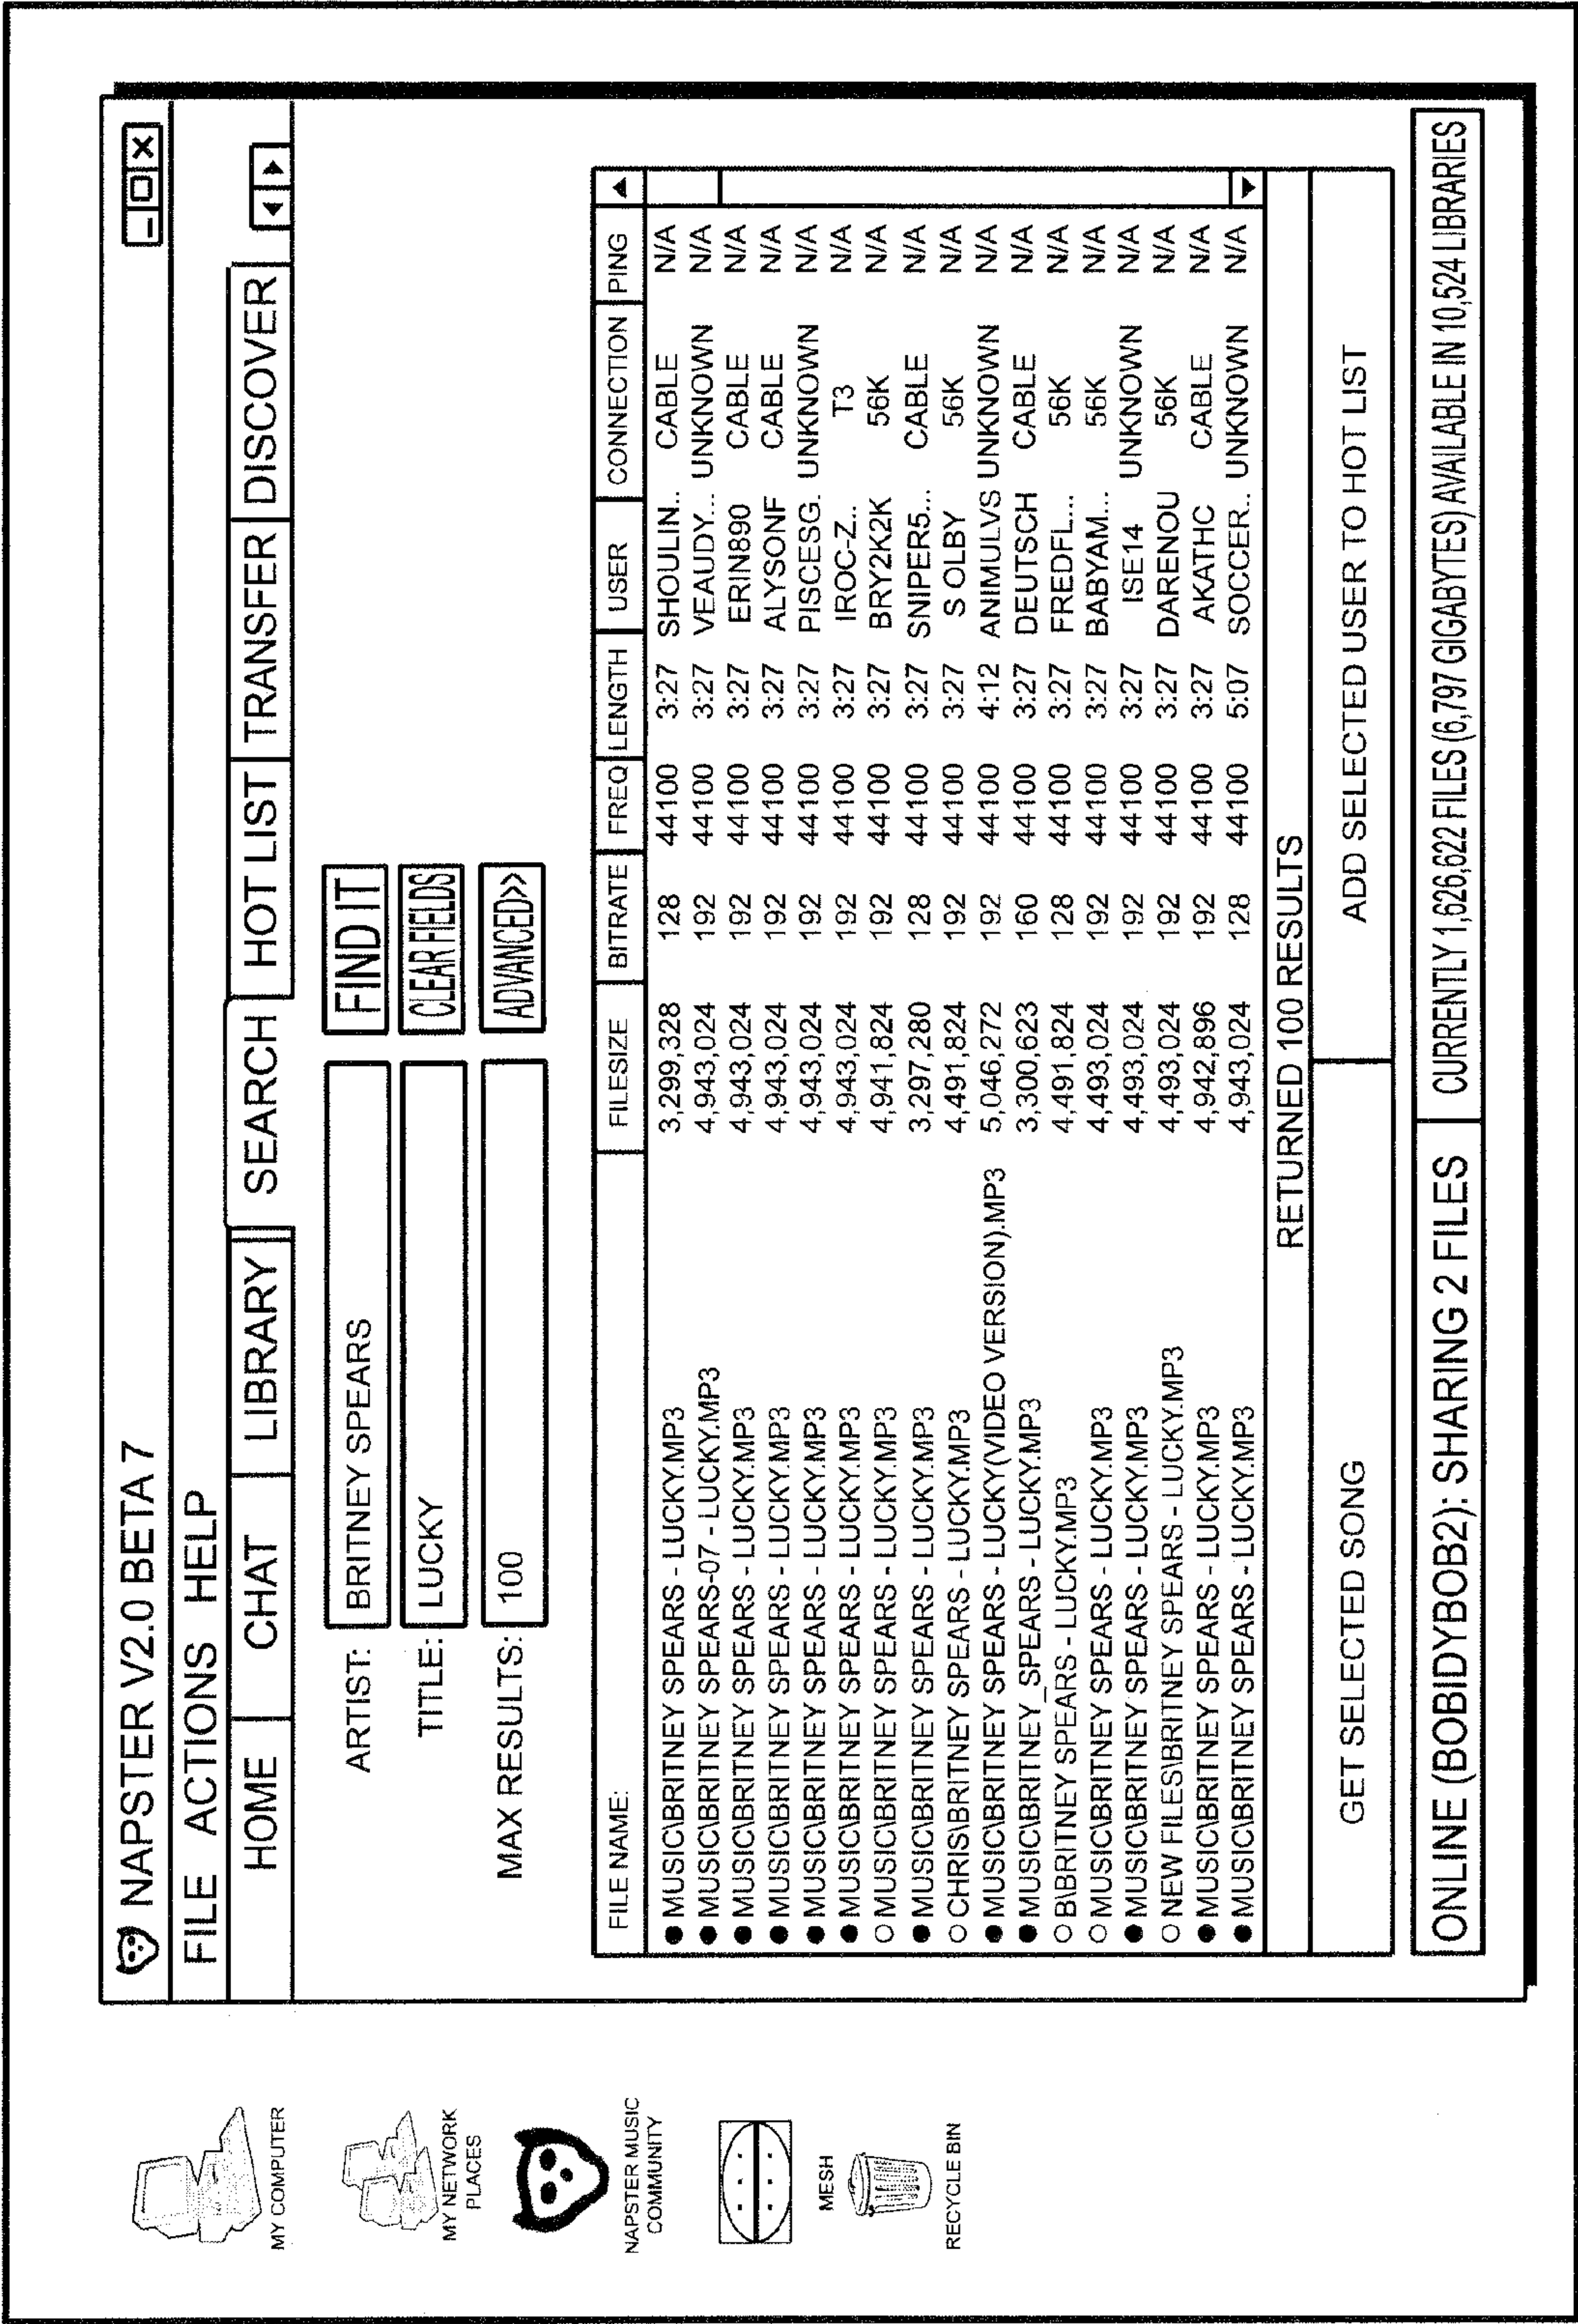 MY COMPUTER
MY NETWORK
PLACES
NAPSTER MUSIC
COMMUNITY
MESH
RECYCLE BIN
NAPSTER V2.0 BETA 7
FILE ACTIONS HELP
HOME CHAT LIBRARY SEARCH HOT LIST TRANSFER DISCOVER
ARTIST: BRITNEY SPEARS FIND IT
TITLE: LUCKY CLEAR FIELDS
MAX RESULTS: 100 ADVANCED>>
FILE NAME: FILESIZE BITRATE FREQ LENGTH USER CONNECTION PING
MUSIC\BRITNEY SPEARS - LUCKY.MP3 3,299,328 128 44100 3:27 SHOULIN.. CABLE N/A
MUSIC\BRITNEY SPEARS-07 - LUCKY.MP3 4,943,024 192 44100 3:27 VEAUDY... UNKNOWN N/A
MUSIC\BRITNEY SPEARS - LUCKY.MP3 4,943,024 192 44100 3:27 ERIN890 CABLE N/A
MUSIC\BRITNEY SPEARS - LUCKY.MP3 4,943,024 192 44100 3:27 ALYSONF CABLE N/A
MUSIC\BRITNEY SPEARS - LUCKY.MP3 4,943,024 192 44100 3:27 PISCESG. UNKNOWN N/A
MUSIC\BRITNEY SPEARS - LUCKY.MP3 4,943,024 192 44100 3:27 IROC-Z.. T3 N/A
MUSIC\BRITNEY SPEARS - LUCKY.MP3 4,941,824 192 44100 3:27 BRY2K2K 56K N/A
MUSIC\BRITNEY SPEARS - LUCKY.MP3 3,297,280 128 44100 3:27 SNIPER5... CABLE N/A
CHRIS\BRITNEY SPEARS - LUCKY.MP3 4,491,824 192 44100 3:27 S OLBY 56K N/A
MUSIC\BRITNEY SPEARS - LUCKY(VIDEO VERSION).MP3 5,046,272 192 44100 4:12 ANIMULVS UNKNOWN N/A
MUSIC\BRITNEY_SPEARS - LUCKY.MP3 3,300,623 160 44100 3:27 DEUTSCH CABLE N/A
B\BRITNEY SPEARS - LUCKY.MP3 4,491,824 128 44100 3:27 FREDFL... 56K N/A
MUSIC\BRITNEY SPEARS - LUCKY.MP3 4,493,024 192 44100 3:27 BABYAM... 56K N/A
MUSIC\BRITNEY SPEARS - LUCKY.MP3 4,493,024 192 44100 3:27 ISE14 UNKNOWN N/A
NEW FILES\BRITNEY SPEARS - LUCKY.MP3 4,493,024 192 44100 3:27 DARENOU 56K N/A
MUSIC\BRITNEY SPEARS - LUCKY.MP3 4,942,896 192 44100 3:27 AKATHC CABLE N/A
MUSIC\BRITNEY SPEARS - LUCKY.MP3 4,943,024 128 44100 5:07 SOCCER.. UNKNOWN N/A
RETURNED 100 RESULTS
GET SELECTED SONG ADD SELECTED USER TO HOT LIST
ONLINE (BOBIDYBOB2): SHARING 2 FILES CURRENTLY 1,626,622 FILES (6,797 GIGABYTES) AVAILABLE IN 10,524 LIBRARIES